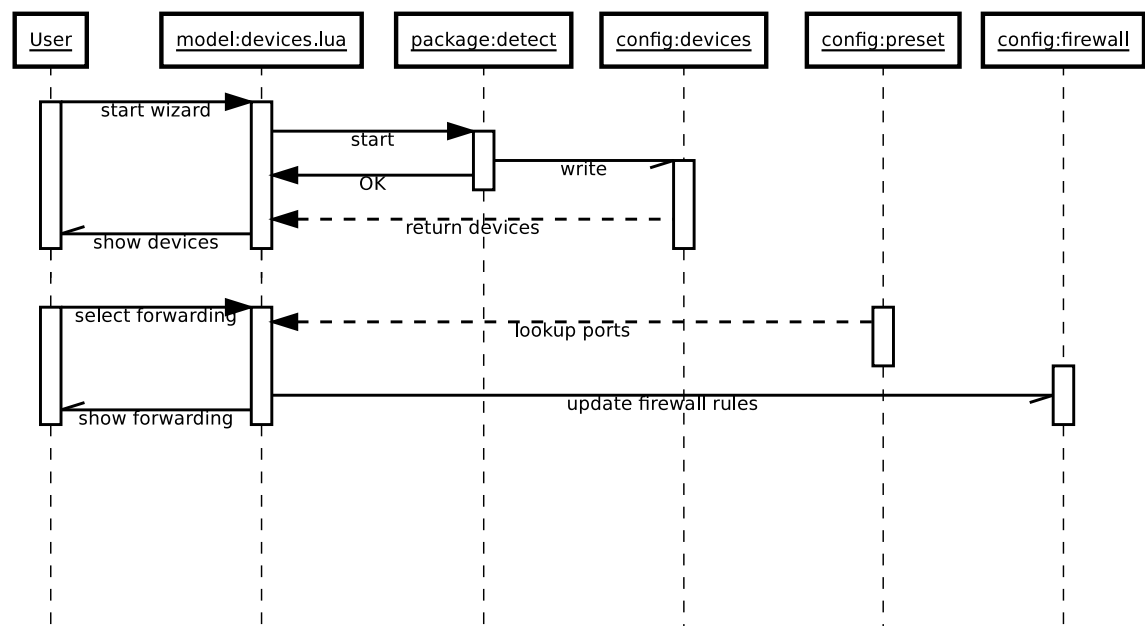 User
model:devices.lua
package:detect
config:devices
config:preset
config:firewall
start wizard
start
write
OK
return devices
show devices
select forwarding
lookup ports
update firewall rules
show forwarding